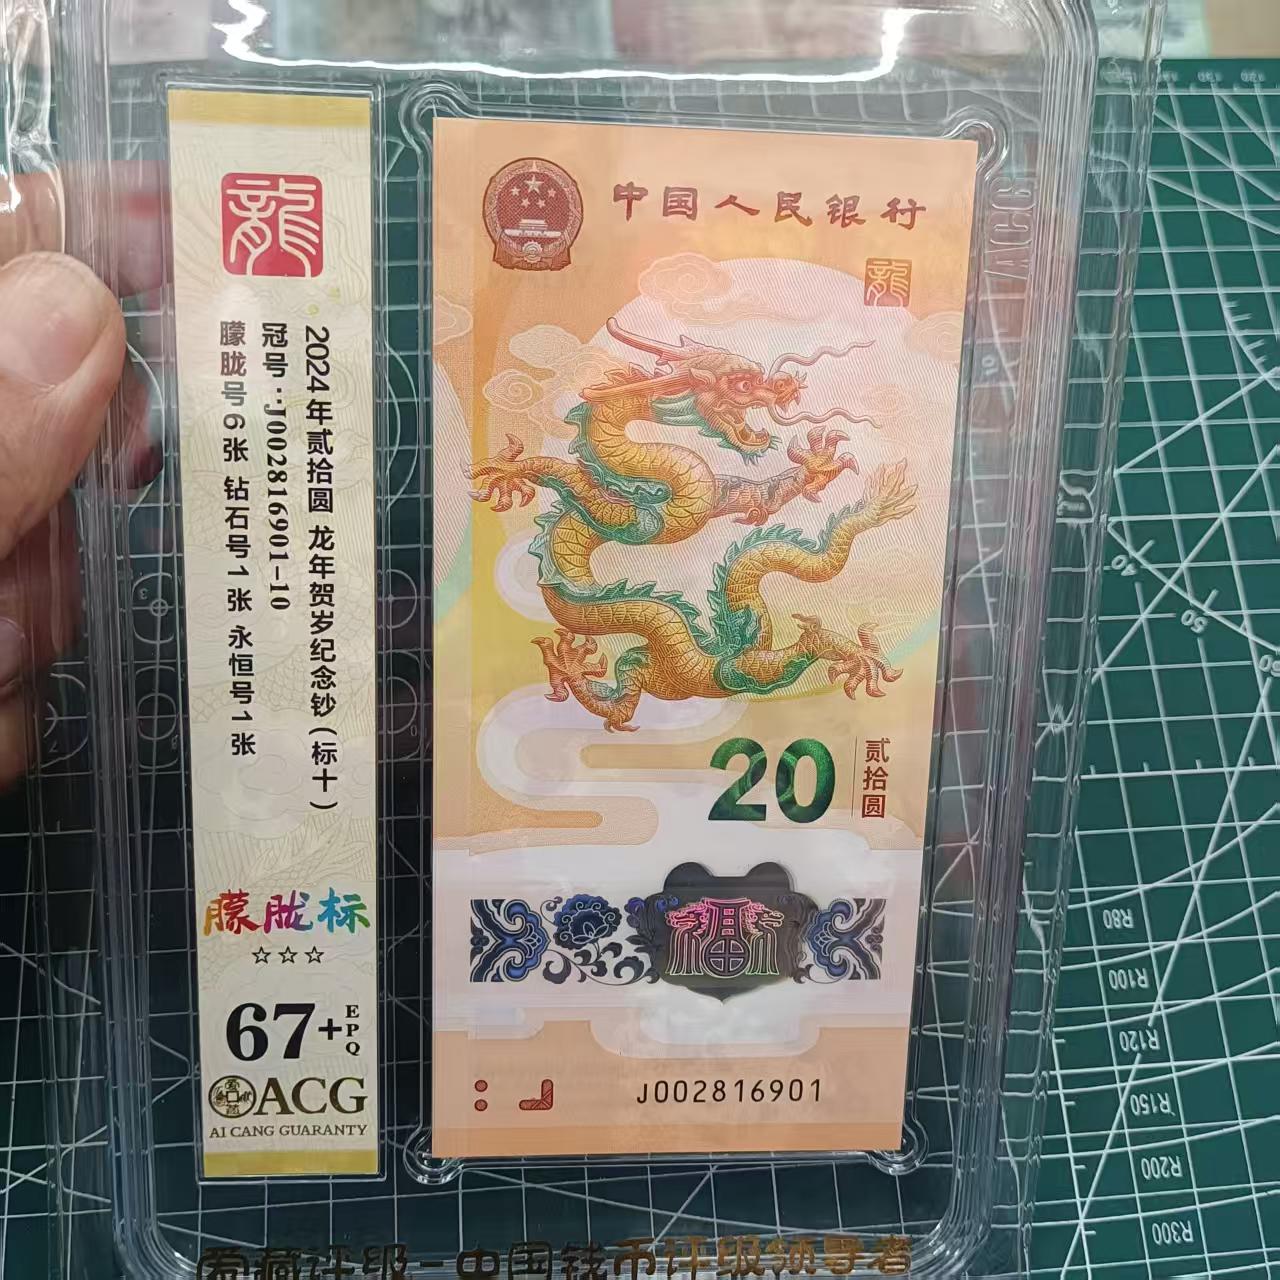 龍
2024年贰拾圆 龙年贺岁纪念钞(标十)
冠号:J002816901-10
朦胧号6张 钻石号1张 永恒号1张
朦胧标
☆☆☆
67+EPQ
ACG
AI CANG GUARANTY
中国人民银行
龍
20
贰拾圆
福
J002816901
ACG
爱藏评级-中国钱币评级领导者
40
50
60
R80
R100
R120
R150
R200
R300